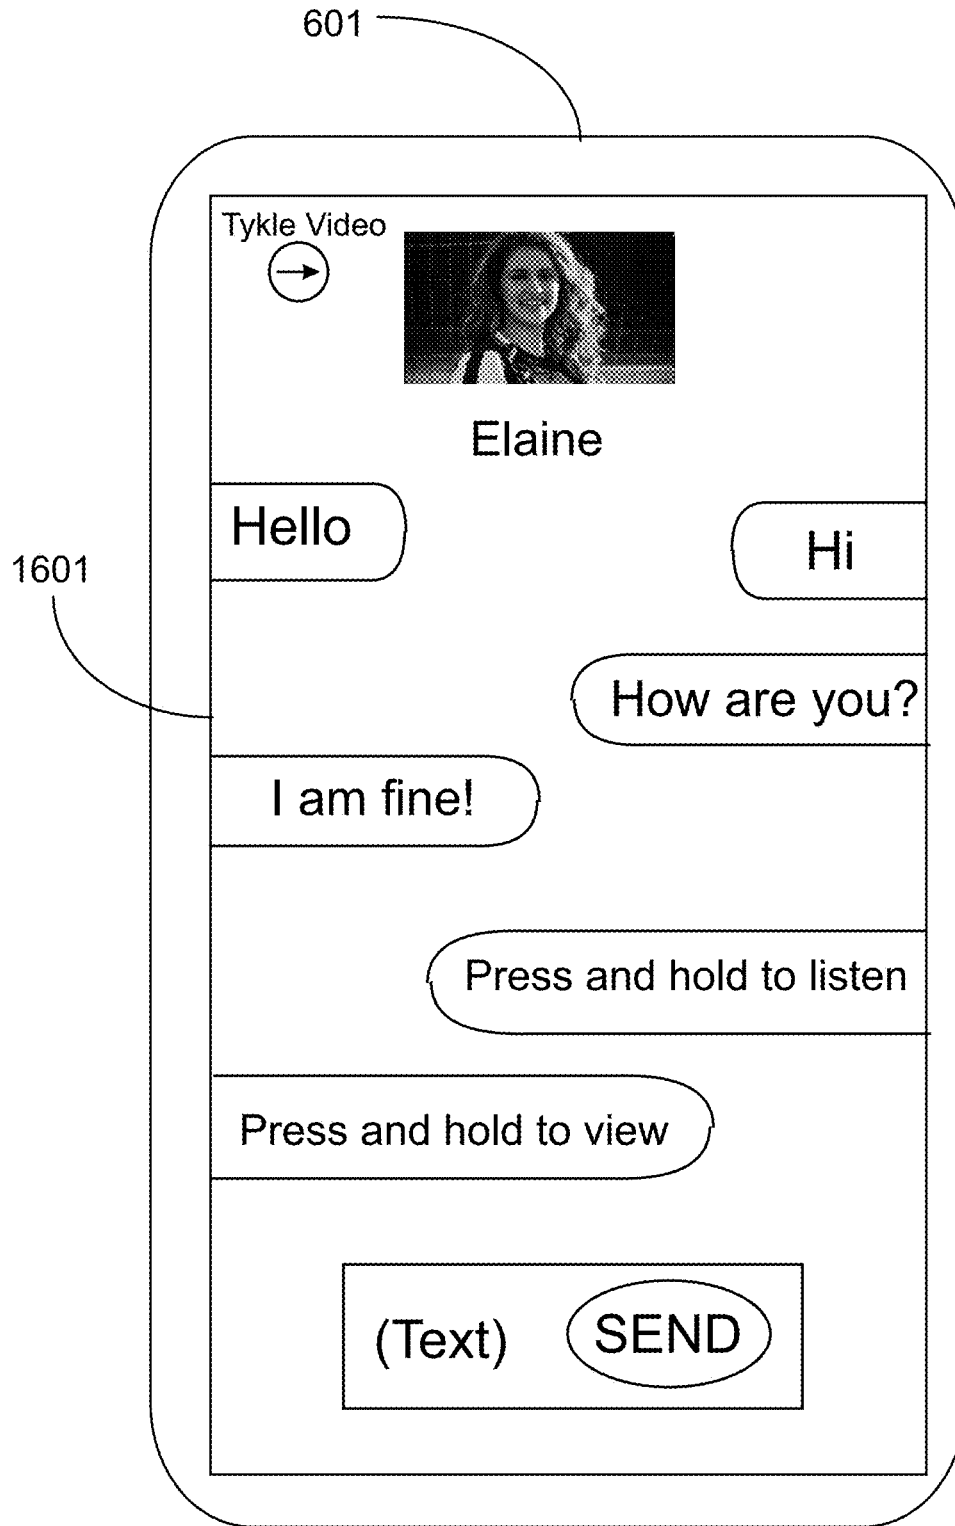 601
Tykle Video
Elaine
Hello
Hi
1601
How are you?
I am fine!
Press and hold to listen
Press and hold to view
(Text) SEND